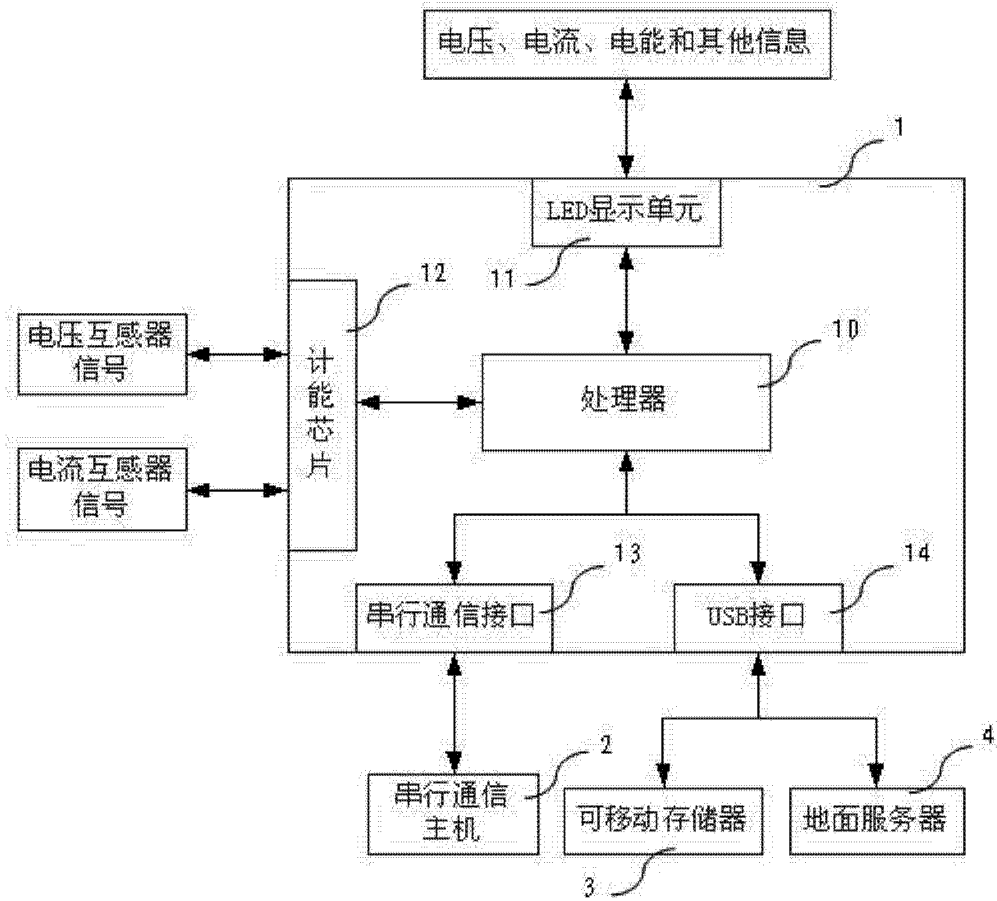 电压、电流、电能和其他信息
1
LED显示单元
11
12
电压互感器
信号
计
能
芯
片
10
处理器
电流互感器
信号
13
14
串行通信接口
USB接口
2
4
串行通信
主机
可移动存储器
地面服务器
3